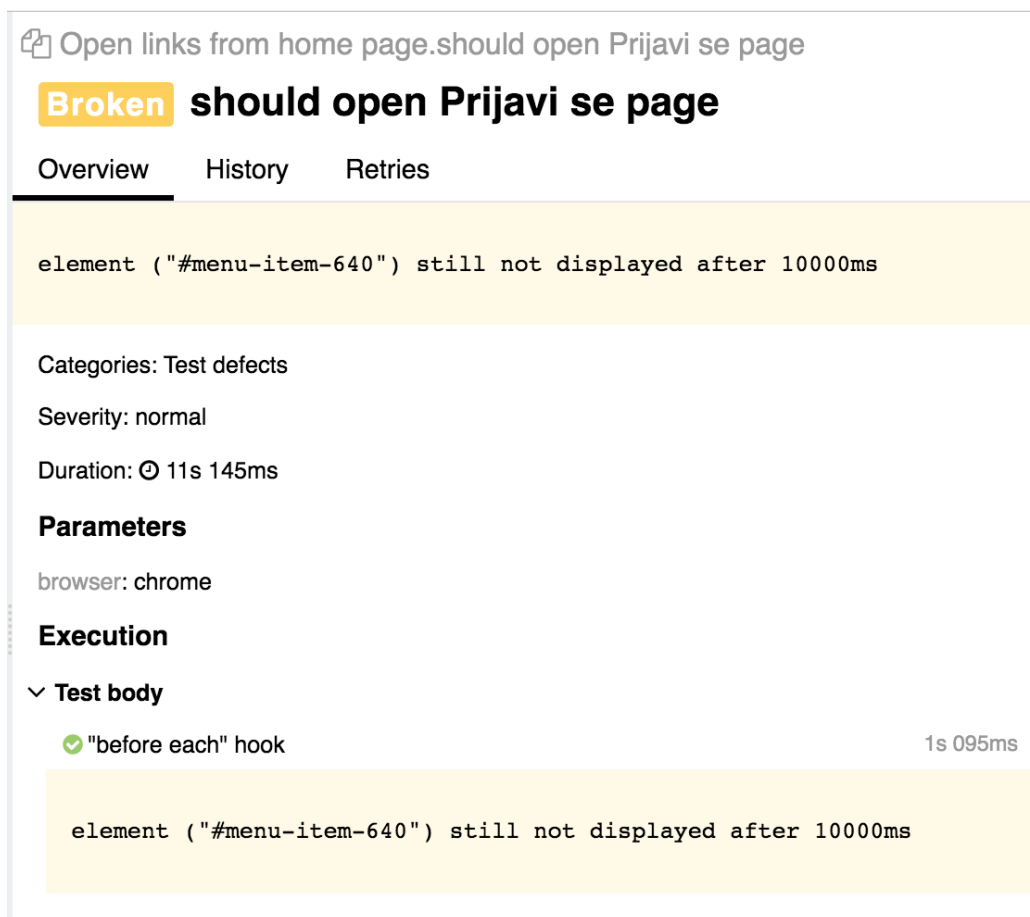 Open links from home page.should open Prijavi se page
Broken should open Prijavi se page
Overview History Retries
element ("#menu-item-640") still not displayed after 10000ms
Categories: Test defects
Severity: normal
Duration: 11s 145ms
Parameters
browser: chrome
Execution
Test body
"before each" hook 1s 095ms
element ("#menu-item-640") still not displayed after 10000ms